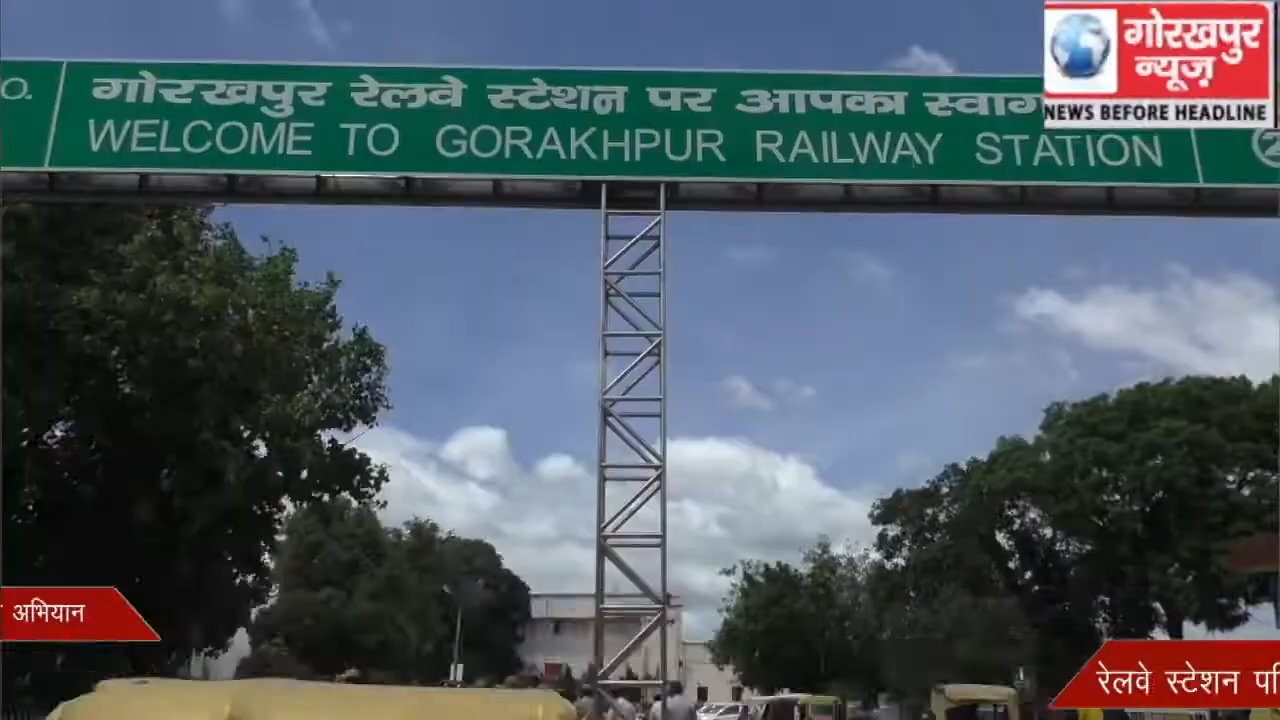 गोरखपुर
न्यूज़
NEWS BEFORE HEADLINE
O.
गोरखपुर रेलवे स्टेशन पर आपका
WELCOME TO GORAKHPUR RAILWAY STATION
अभियान
रेलवे स्टेशन